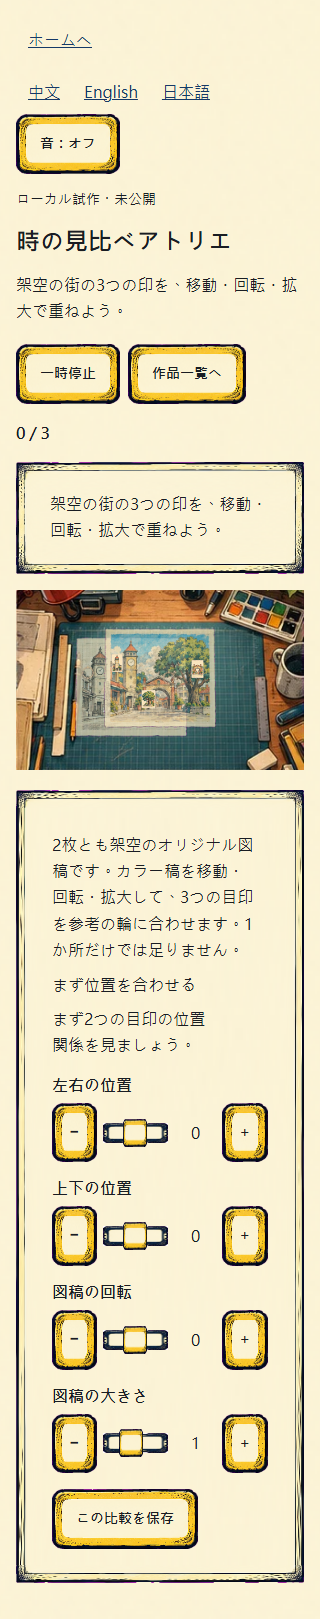 ホームへ
中文 English 日本語
音：オフ
ローカル試作・未公開
時の見比べアトリエ
架空の街の3つの印を、移動・回転・拡
大で重ねよう。
一時停止 作品一覧へ
0 / 3
架空の街の3つの印を、移動・
回転・拡大で重ねよう。
2枚とも架空のオリジナル図
稿です。カラー稿を移動・
回転・拡大して、3つの目印
を参考の輪に合わせます。1
か所だけでは足りません。
まず位置を合わせる
まず2つの目印の位置
関係を見ましょう。
左右の位置
− 0 +
上下の位置
− 0 +
図稿の回転
− 0 +
図稿の大きさ
− 1 +
この比較を保存